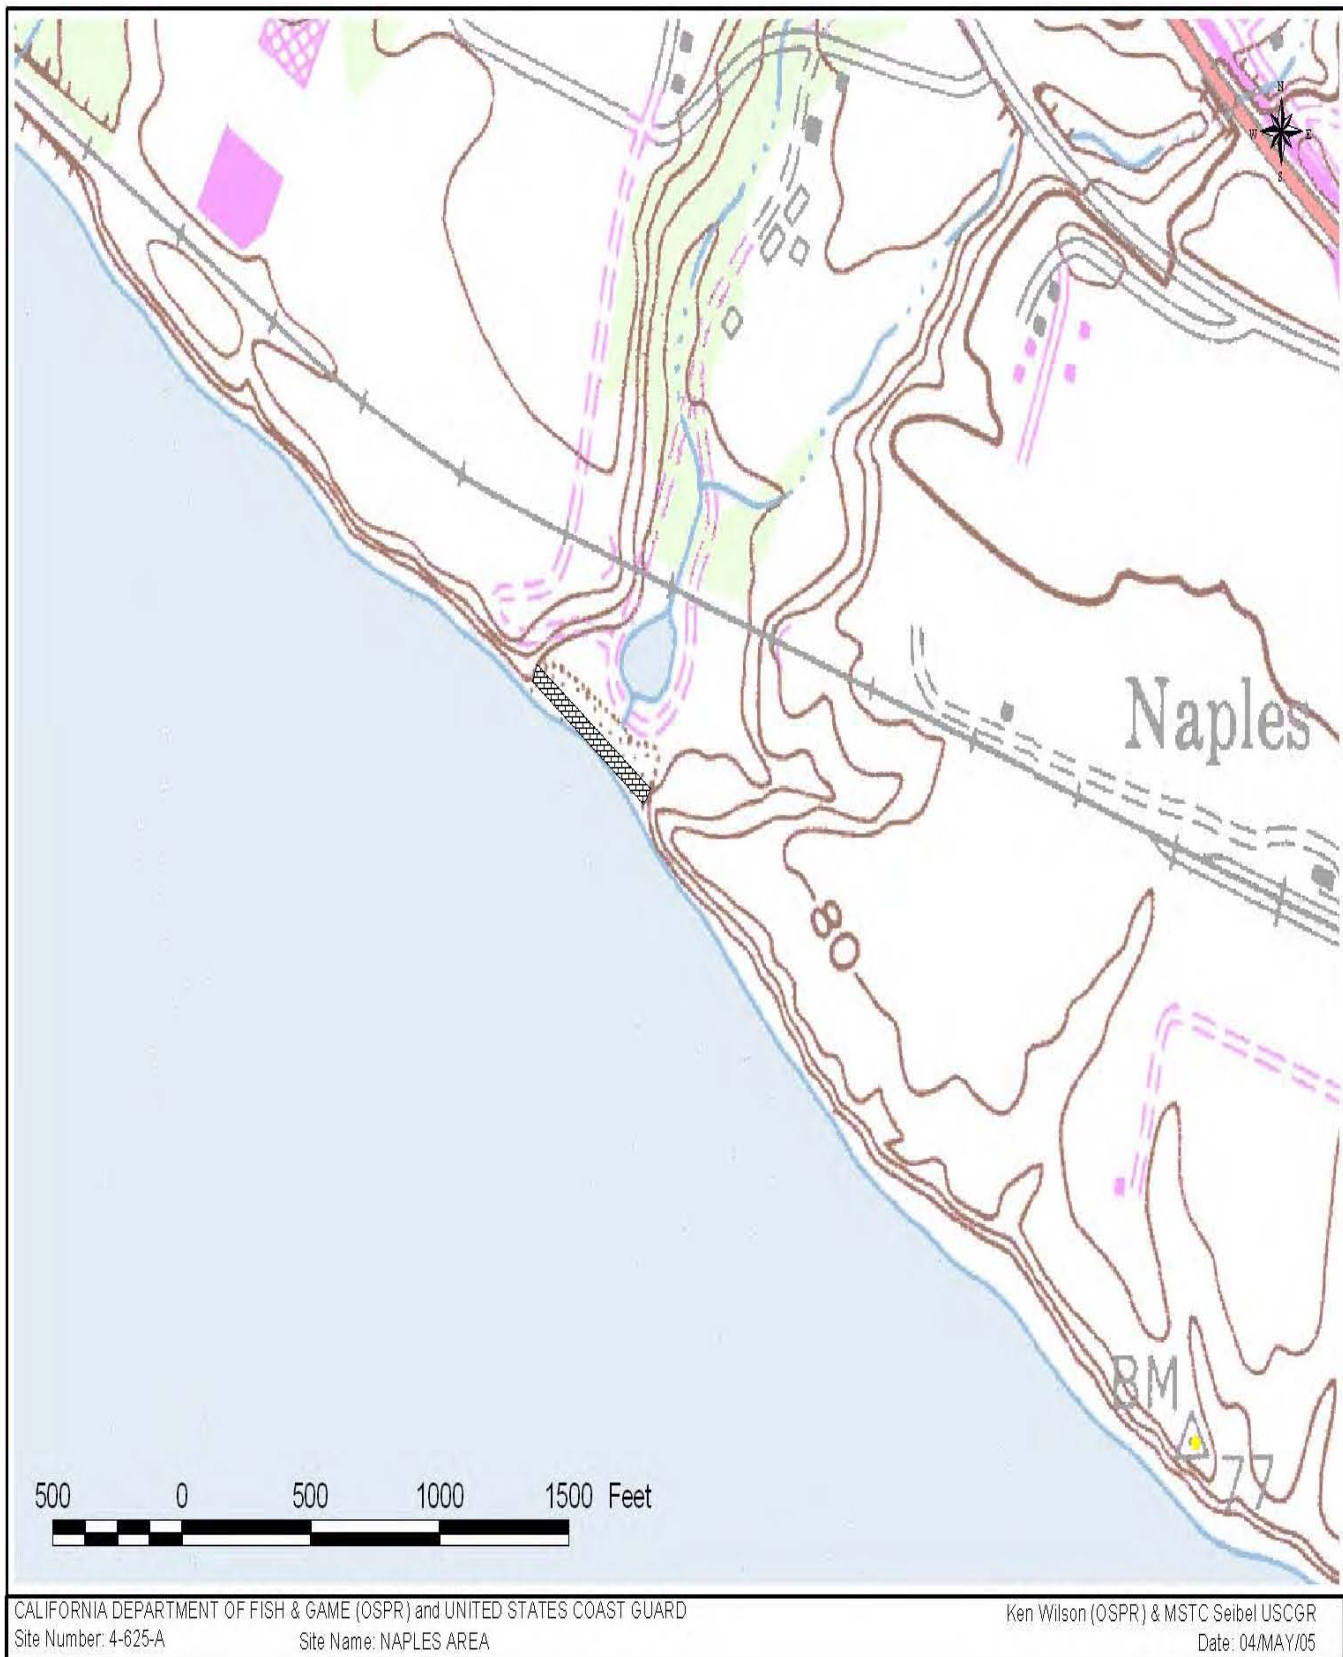 N
W E
S
Naples
80
BM
77
500 0 500 1000 1500 Feet
CALIFORNIA DEPARTMENT OF FISH & GAME (OSPR) and UNITED STATES COAST GUARD
Ken Wilson (OSPR) & MSTC Seibel USCGR
Site Number: 4-625-A Site Name: NAPLES AREA
Date: 04/MAY/05